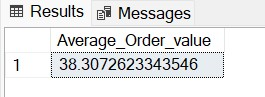 Results Messages
Average_Order_value
1 38.3072623343546